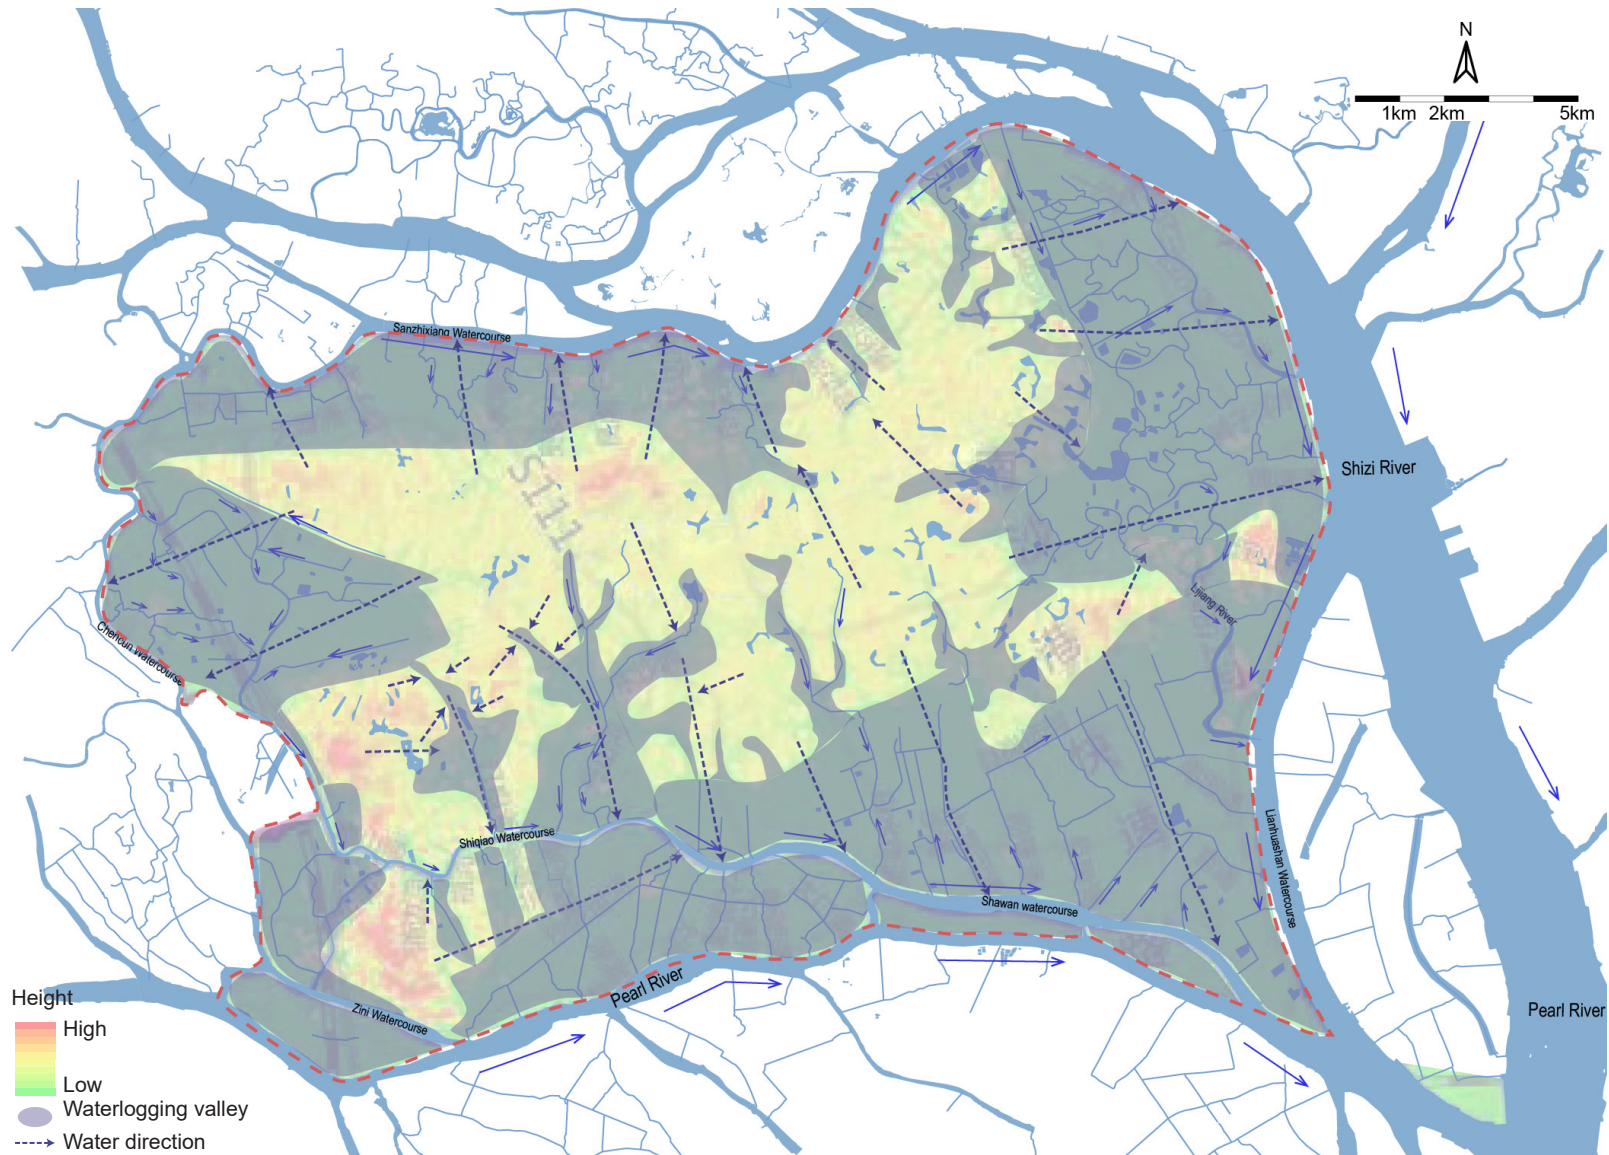 N
1km 2km 5km
Sanzhixiang Watercourse
Shizi River
Lijiang River
Chencun Watercourse
Shiqiao Watercourse
Lianhuashan Watercourse
Shawan watercourse
Pearl River
Zini Watercourse
Pearl River
Height
High
Low
Waterlogging valley
Water direction